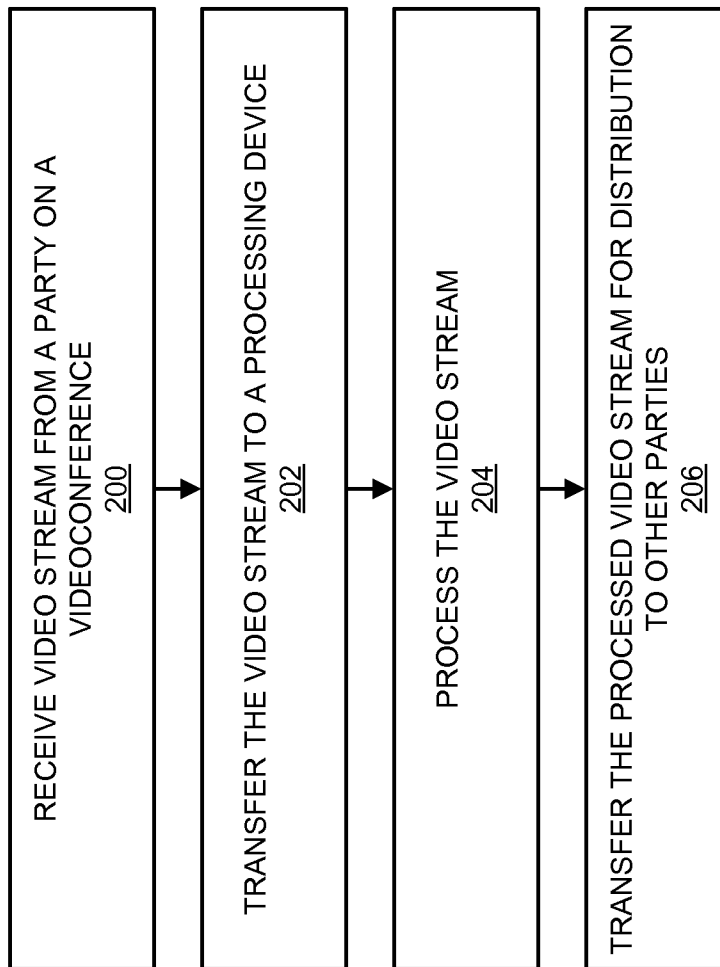 RECEIVE VIDEO STREAM FROM A PARTY ON A
VIDEOCONFERENCE
200
TRANSFER THE VIDEO STREAM TO A PROCESSING DEVICE
202
PROCESS THE VIDEO STREAM
204
TRANSFER THE PROCESSED VIDEO STREAM FOR DISTRIBUTION
TO OTHER PARTIES
206